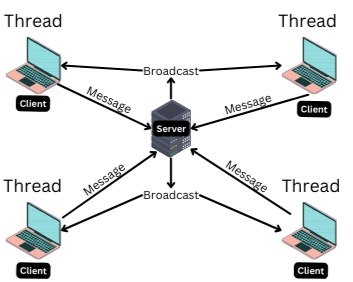 Thread
Thread
Broadcast
Message
Message
Client
Client
Server
Message
Message
Thread
Thread
Broadcast
Client
Client